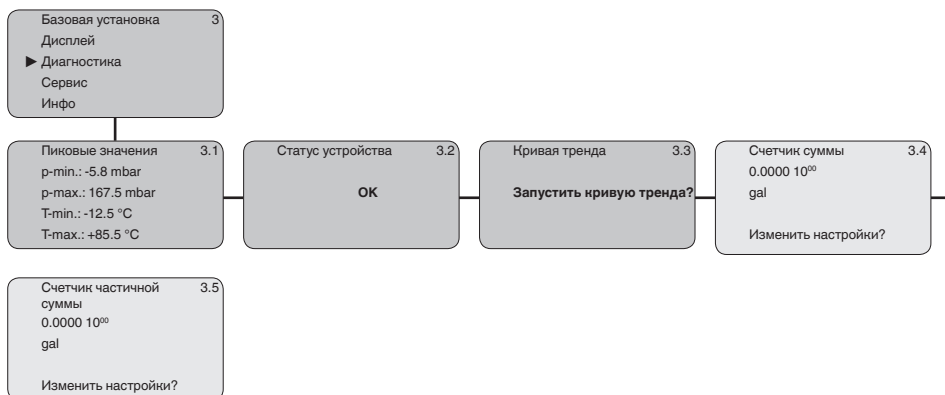 Базовая установка 3
Дисплей
▶ Диагностика
Сервис
Инфо
Пиковые значения 3.1
p-min.: -5.8 mbar
p-max.: 167.5 mbar
T-min.: -12.5 °C
T-max.: +85.5 °C
Статус устройства 3.2
OK
Кривая тренда 3.3
Запустить кривую тренда?
Счетчик суммы 3.4
0.0000 10⁰⁰
gal
Изменить настройки?
Счетчик частичной 3.5
суммы
0.0000 10⁰⁰
gal
Изменить настройки?